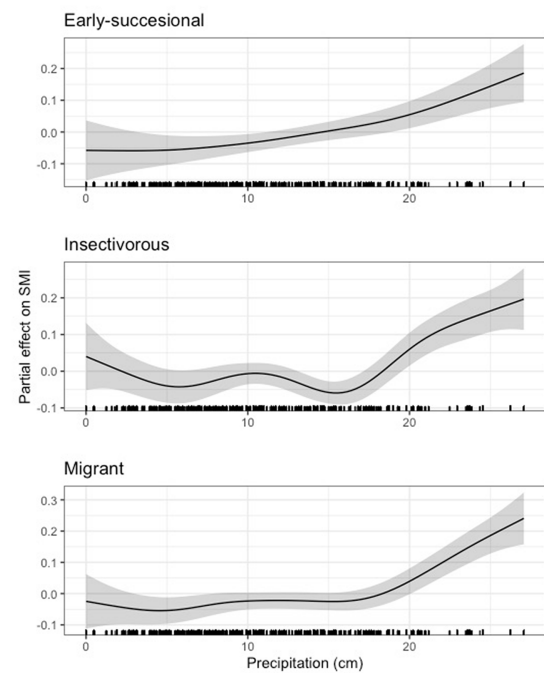 Early-succesional
0.2
0.1
0.0
-0.1
0 10 20
Insectivorous
0.2
0.1
0.0
-0.1
0 10 20
Partial effect on SMI
Migrant
0.3
0.2
0.1
0.0
-0.1
0 10 20
Precipitation (cm)